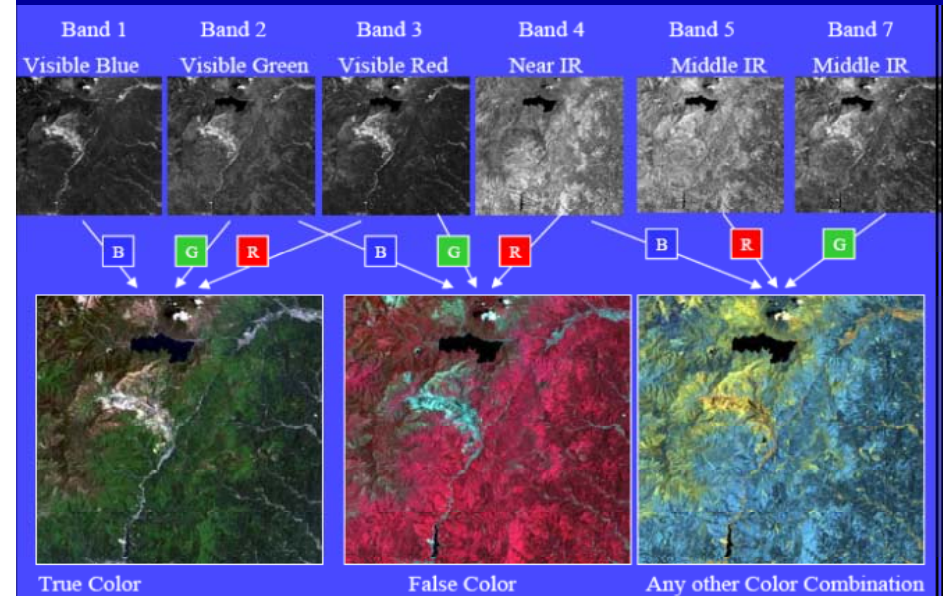 Band 1 Band 2 Band 3 Band 4 Band 5 Band 7
Visible Blue Visible Green Visible Red Near IR Middle IR Middle IR
B G R B G R B R G
True Color False Color Any other Color Combination